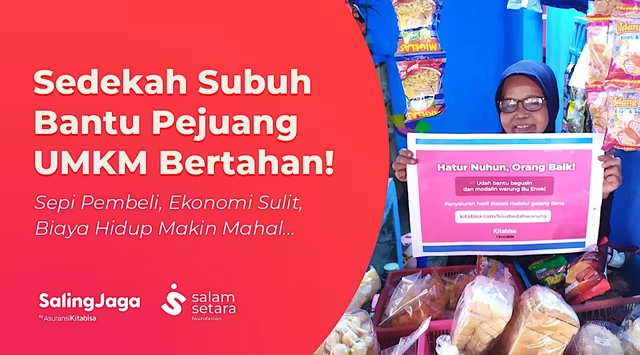 Sedekah Subuh
Bantu Pejuang
UMKM Bertahan!
Sepi Pembeli, Ekonomi Sulit,
Biaya Hidup Makin Mahal...
SalingJaga
by AsuransiKitabisa
salam
setara
foundation
MIGELAS
Hatur Nuhun, Orang Baik!
Udah bantu bagusin
dan modalin warung Bu Enok!
Penyaluran hasil donasi melalui galang dana
kitabisa.com/bisabedahwarung
Kitabisa